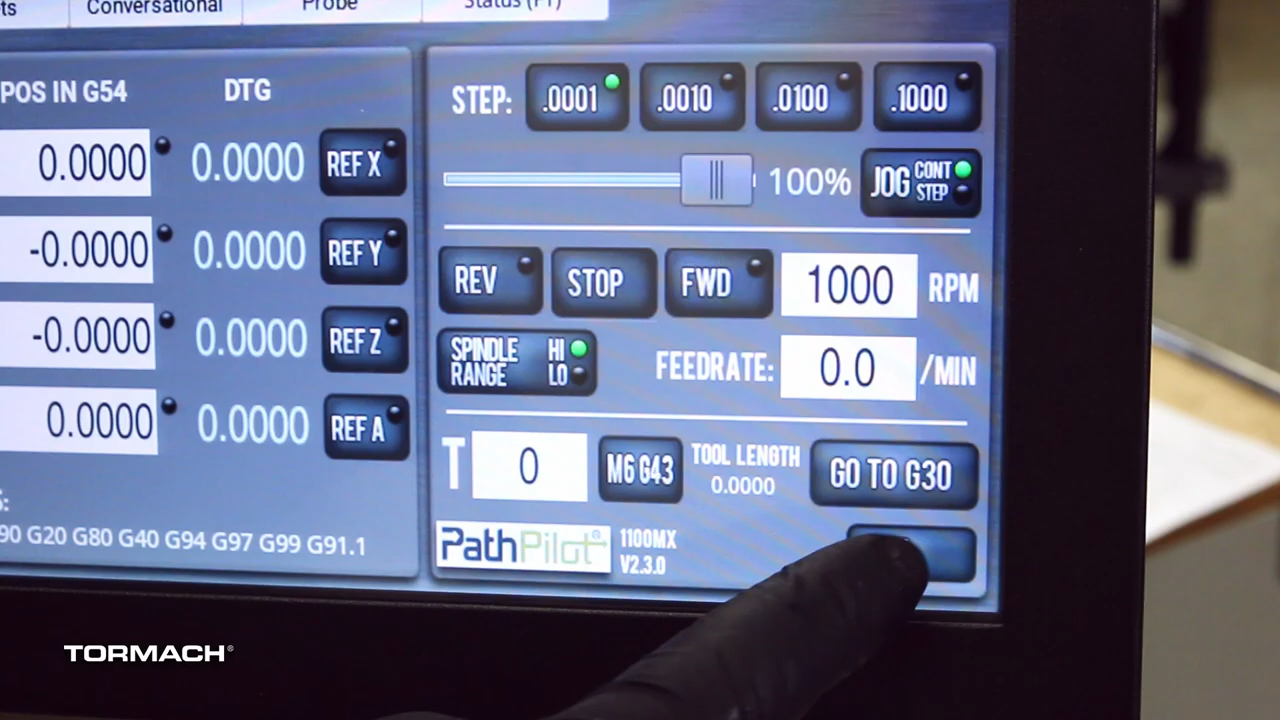 ts Conversational Probe Status (F1)
POS IN G54 DTG
STEP: .0001 .0010 .0100 .1000
0.0000 0.0000 REF X
100% JOG CONT STEP
-0.0000 0.0000 REF Y
REV STOP FWD 1000 RPM
-0.0000 0.0000 REF Z
SPINDLE RANGE HI LO FEEDRATE: 0.0 /MIN
0.0000 0.0000 REF A
T 0 M6 G43 TOOL LENGTH 0.0000 GO TO G30
S:
90 G20 G80 G40 G94 G97 G99 G91.1
PathPilot® 1100MX
V2.3.0
TORMACH®